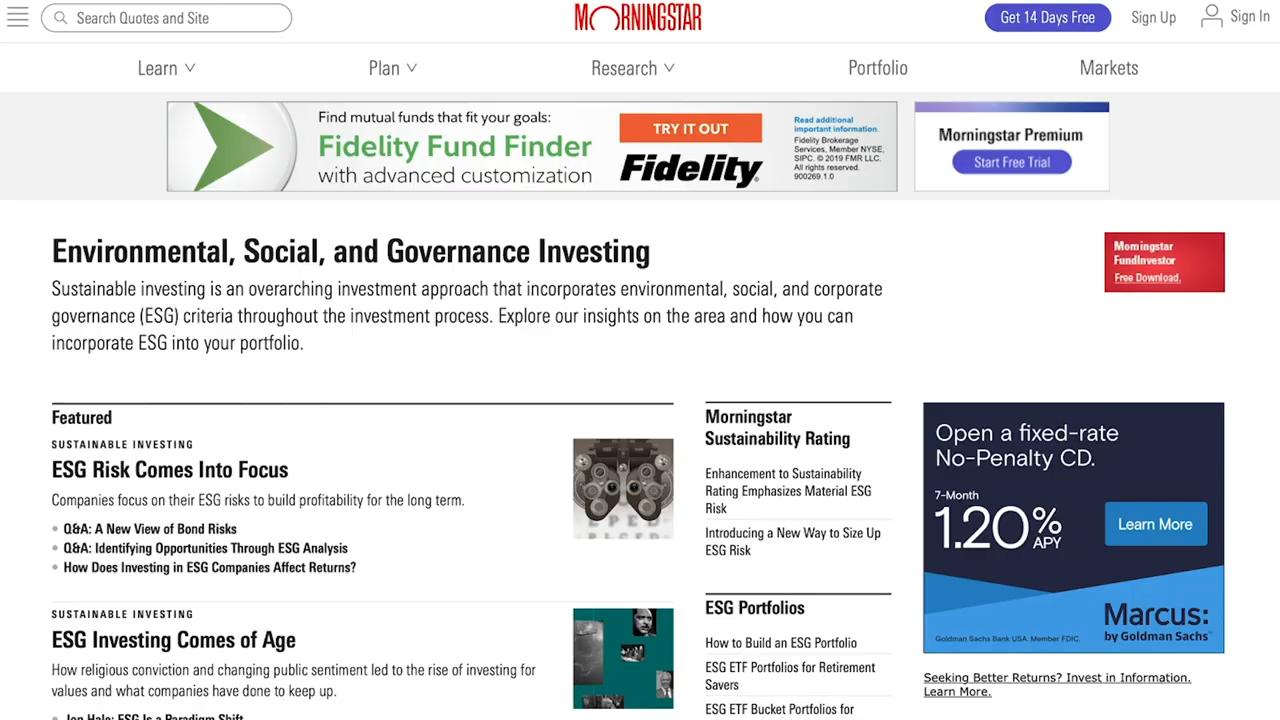 Search Quotes and Site
MORNINGSTAR
Get 14 Days Free
Sign Up
Sign In
Learn
Plan
Research
Portfolio
Markets
Find mutual funds that fit your goals:
Fidelity Fund Finder
with advanced customization
TRY IT OUT
Fidelity
Read additional
important information.
Fidelity Brokerage
Services, Member NYSE,
SIPC. © 2019 FMR LLC.
All rights reserved.
900269.1.0
Morningstar Premium
Start Free Trial
Environmental, Social, and Governance Investing
Sustainable investing is an overarching investment approach that incorporates environmental, social, and corporate
governance (ESG) criteria throughout the investment process. Explore our insights on the area and how you can
incorporate ESG into your portfolio.
Morningstar
FundInvestor
Free Download.
Featured
SUSTAINABLE INVESTING
ESG Risk Comes Into Focus
Companies focus on their ESG risks to build profitability for the long term.
Q&A: A New View of Bond Risks
Q&A: Identifying Opportunities Through ESG Analysis
How Does Investing in ESG Companies Affect Returns?
SUSTAINABLE INVESTING
ESG Investing Comes of Age
How religious conviction and changing public sentiment led to the rise of investing for
values and what companies have done to keep up.
Jon Hale: ESG Is a Paradigm Shift
Morningstar
Sustainability Rating
Enhancement to Sustainability
Rating Emphasizes Material ESG
Risk
Introducing a New Way to Size Up
ESG Risk
ESG Portfolios
How to Build an ESG Portfolio
ESG ETF Portfolios for Retirement
Savers
ESG ETF Bucket Portfolios for
Open a fixed-rate
No-Penalty CD.
7-Month
1.20% APY
Learn More
Marcus:
by Goldman Sachs
Goldman Sachs Bank USA. Member FDIC.
Seeking Better Returns? Invest in Information.
Learn More.